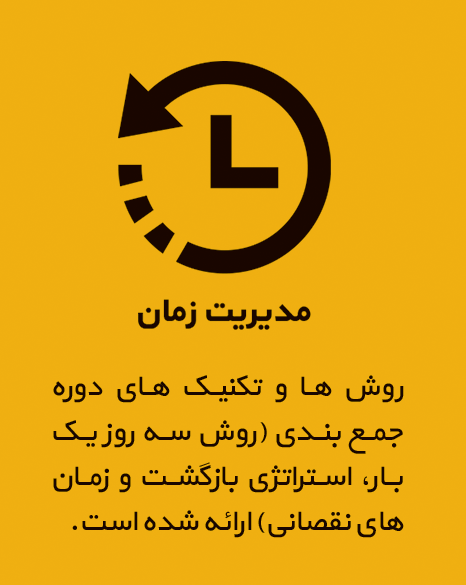 مدیریت زمان
روش ها و تکنیک های دوره
جمع بندی (روش سه روز یک
بار، استراتژی بازگشت و زمان
های نقصانی) ارائه شده است.